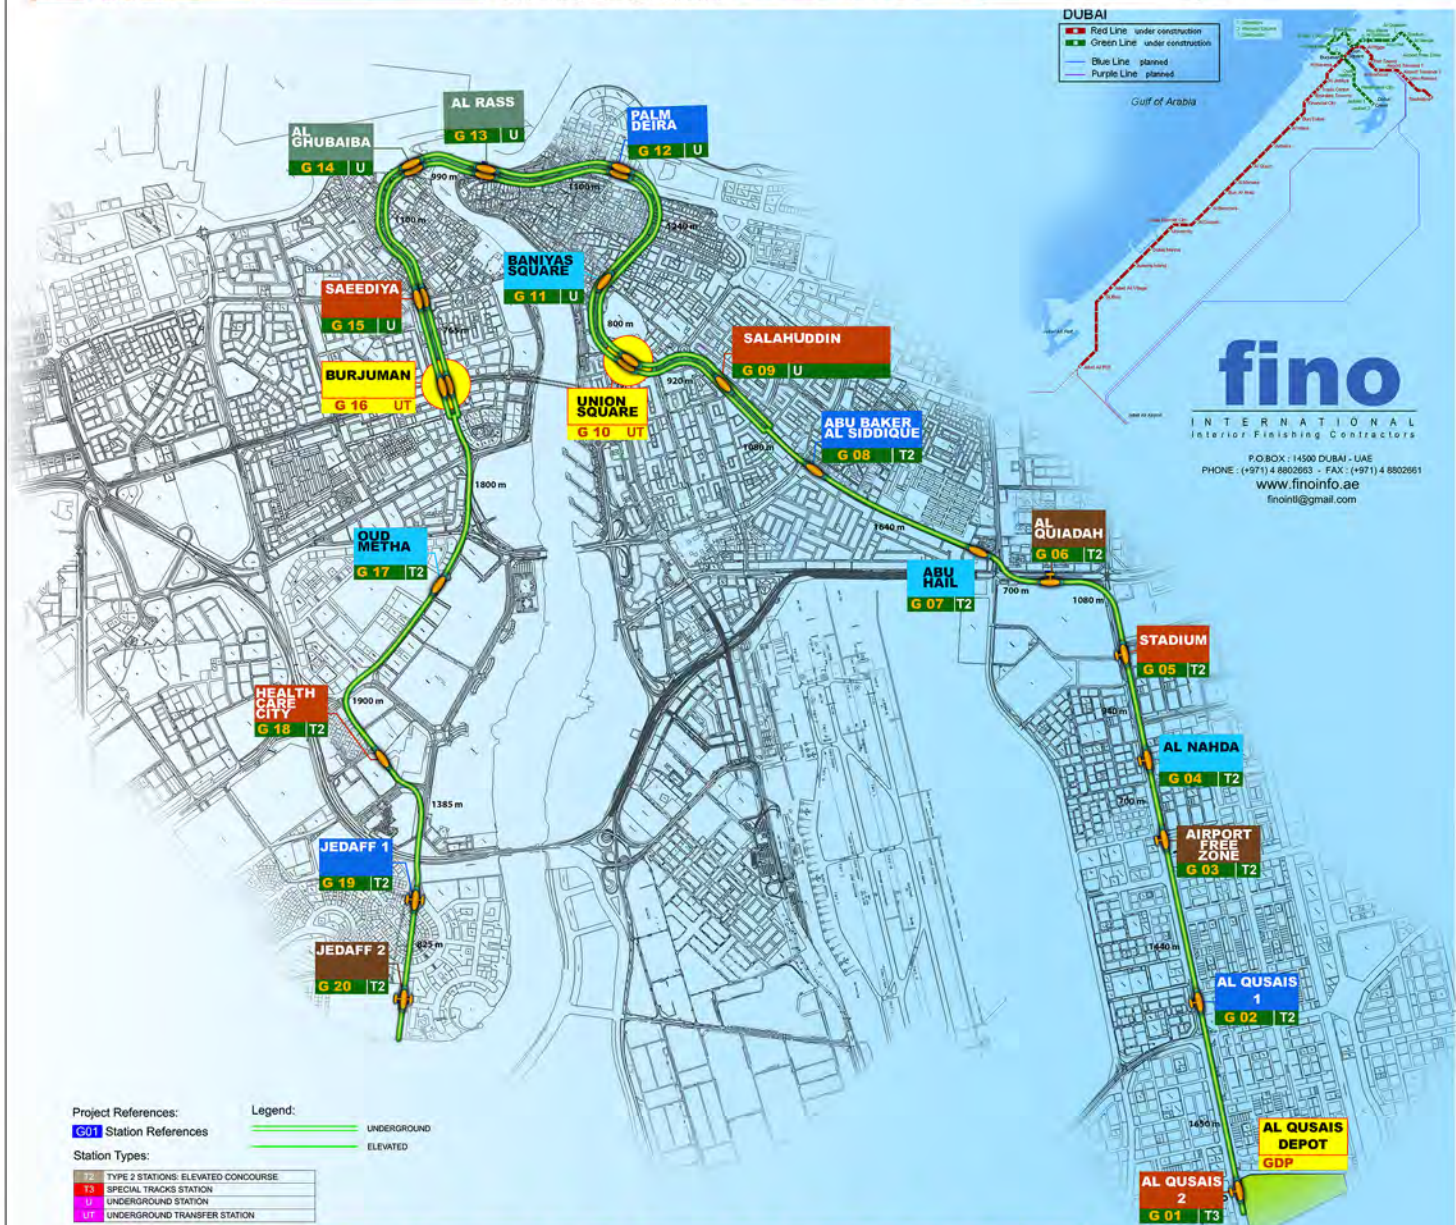 DUBAI
Red Line under construction
Green Line under construction
Blue Line planned
Purple Line planned
Gulf of Arabia
fino
INTERNATIONAL
Interior Finishing Contractors
P.O.BOX : 14500 DUBAI - UAE
PHONE : (+971) 4 8802663 - FAX : (+971) 4 8802661
www.finoinfo.ae
finointl@gmail.com
AL RASS
G 13 U
AL
GHUBAIBA
G 14 U
PALM
DEIRA
G 12 U
890 m
1100 m
1100 m
1240 m
BANIYAS
SQUARE
G 11 U
SAEEDIYA
G 15 U
765 m
800 m
SALAHUDDIN
G 09 U
BURJUMAN
G 16 UT
UNION
SQUARE
G 10 UT
920 m
ABU BAKER
AL SIDDIQUE
G 08 T2
1080 m
1800 m
1640 m
OUD
METHA
G 17 T2
AL
QUIADAH
G 06 T2
ABU
HAIL
G 07 T2
700 m
1080 m
STADIUM
G 05 T2
HEALTH
CARE
CITY
G 18 T2
1900 m
940 m
AL NAHDA
G 04 T2
700 m
1385 m
AIRPORT
FREE
ZONE
G 03 T2
JEDAFF 1
G 19 T2
825 m
1440 m
JEDAFF 2
G 20 T2
AL QUSAIS
1
G 02 T2
1650 m
AL QUSAIS
DEPOT
GDP
AL QUSAIS
2
G 01 T3
Project References:
G01 Station References
Legend:
UNDERGROUND
ELEVATED
Station Types:
T2 TYPE 2 STATIONS: ELEVATED CONCOURSE
T3 SPECIAL TRACKS STATION
U UNDERGROUND STATION
UT UNDERGROUND TRANSFER STATION